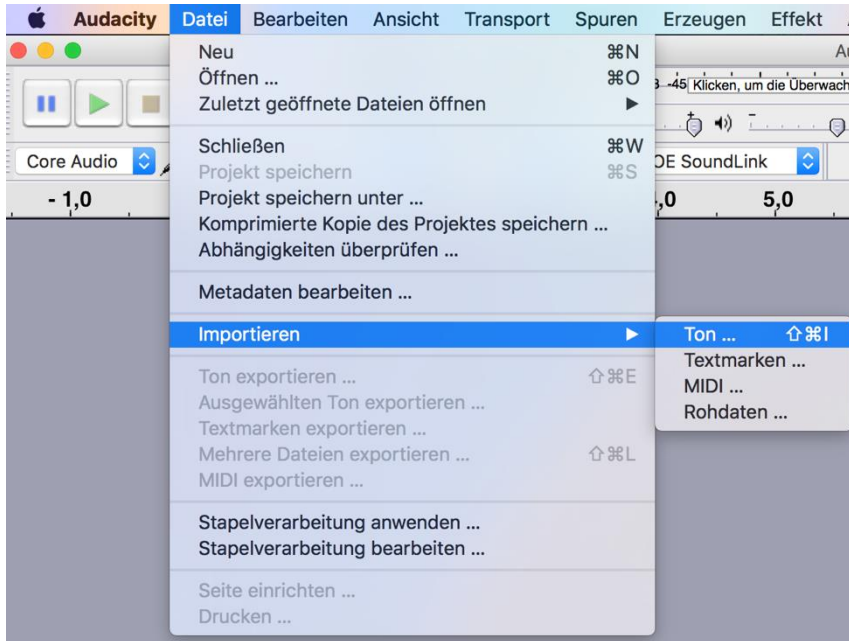 Audacity Datei Bearbeiten Ansicht Transport Spuren Erzeugen Effekt
Neu ⌘N
Öffnen ... ⌘O
-45 Klicken, um die Überwach
Zuletzt geöffnete Dateien öffnen ▶
Schließen ⌘W
Core Audio
OE SoundLink
Projekt speichern ⌘S
- 1,0
Projekt speichern unter ...
,0 5,0
Komprimierte Kopie des Projektes speichern ...
Abhängigkeiten überprüfen ...
Metadaten bearbeiten ...
Importieren ▶
Ton ... ⇧⌘I
Textmarken ...
MIDI ...
Rohdaten ...
Ton exportieren ... ⇧⌘E
Ausgewählten Ton exportieren ...
Textmarken exportieren ...
Mehrere Dateien exportieren ... ⇧⌘L
MIDI exportieren ...
Stapelverarbeitung anwenden ...
Stapelverarbeitung bearbeiten ...
Seite einrichten ...
Drucken ...